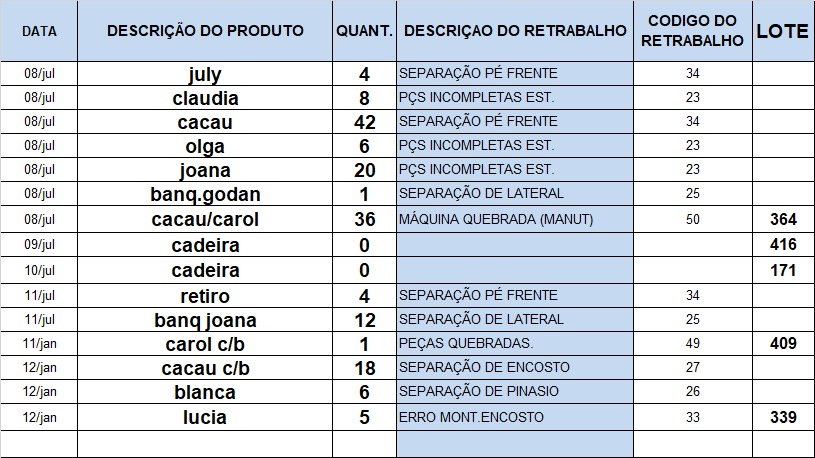 DATA DESCRIÇÃO DO PRODUTO QUANT. DESCRIÇAO DO RETRABALHO CODIGO DO RETRABALHO LOTE
08/jul july 4 SEPARAÇÃO PÉ FRENTE 34
08/jul claudia 8 PÇS INCOMPLETAS EST. 23
08/jul cacau 42 SEPARAÇÃO PÉ FRENTE 34
08/jul olga 6 PÇS INCOMPLETAS EST. 23
08/jul joana 20 PÇS INCOMPLETAS EST. 23
08/jul banq.godan 1 SEPARAÇÃO DE LATERAL 25
08/jul cacau/carol 36 MÁQUINA QUEBRADA (MANUT) 50 364
09/jul cadeira 0 416
10/jul cadeira 0 171
11/jul retiro 4 SEPARAÇÃO PÉ FRENTE 34
11/jul banq joana 12 SEPARAÇÃO DE LATERAL 25
11/jan carol c/b 1 PEÇAS QUEBRADAS. 49 409
12/jan cacau c/b 18 SEPARAÇÃO DE ENCOSTO 27
12/jan blanca 6 SEPARAÇÃO DE PINASIO 26
12/jan lucia 5 ERRO MONT.ENCOSTO 33 339